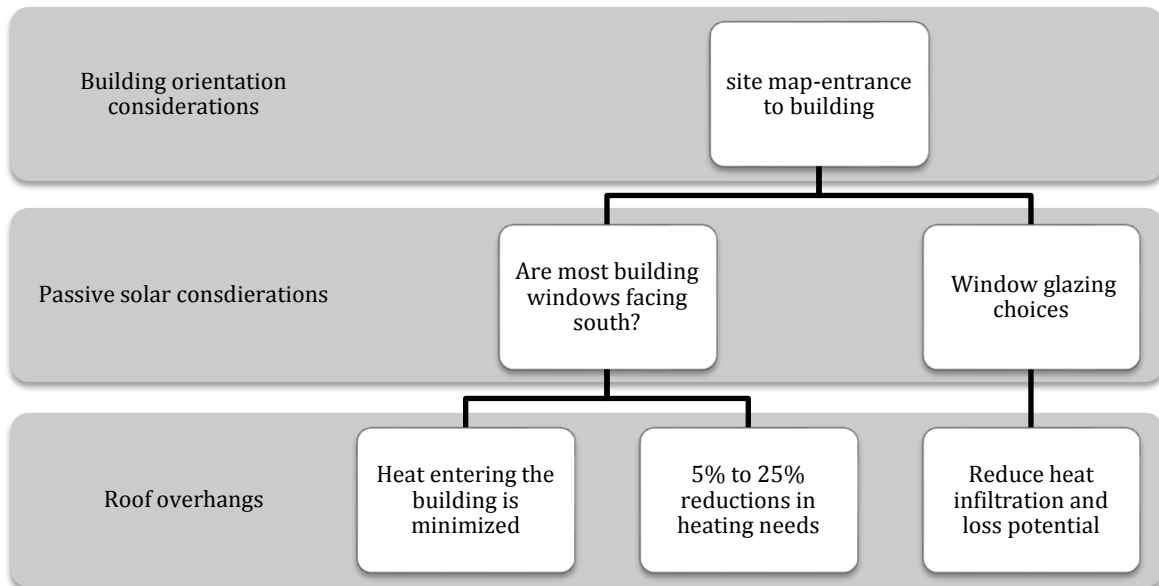 Building orientation
considerations
site map-entrance
to building
Passive solar consdierations
Are most building
windows facing
south?
Window glazing
choices
Roof overhangs
Heat entering the
building is
minimized
5% to 25%
reductions in
heating needs
Reduce heat
infiltration and
loss potential